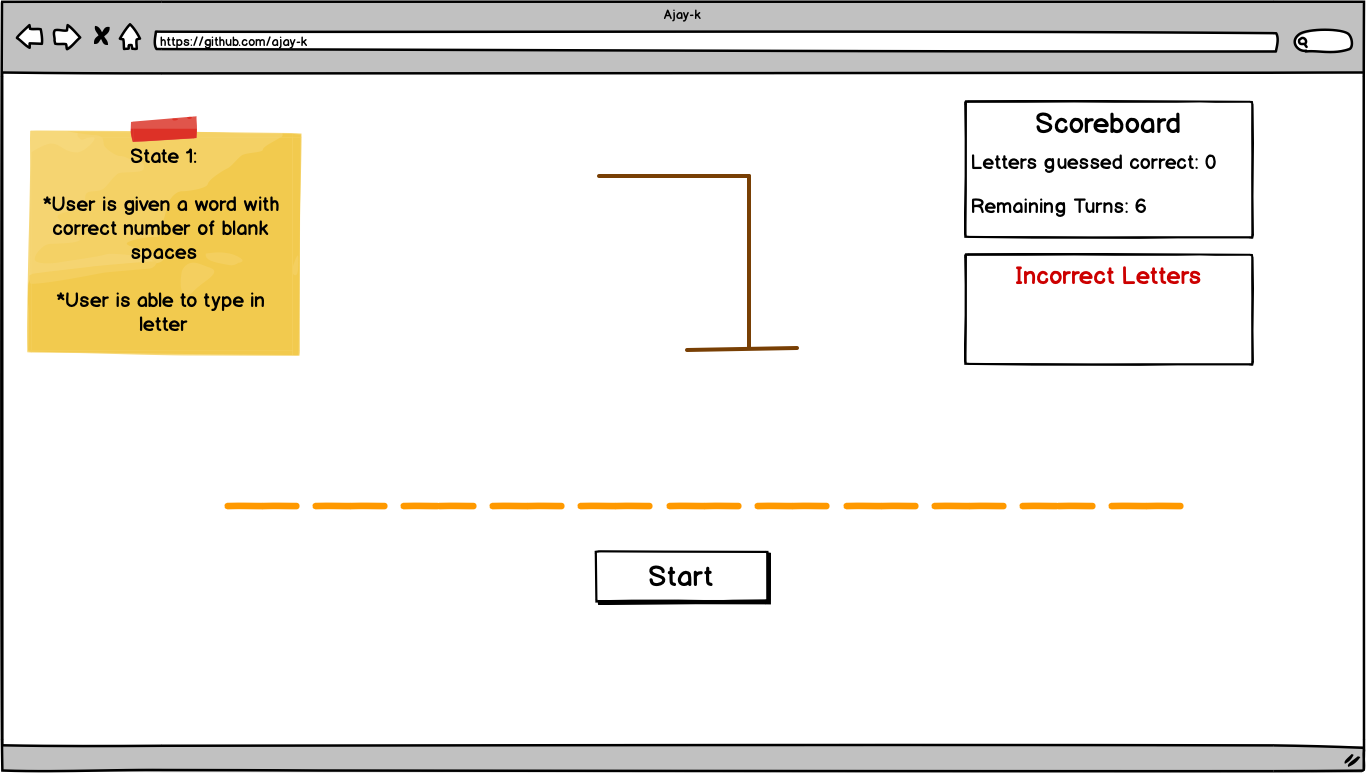 Ajay-k
https://github.com/ajay-k
State 1:
*User is given a word with
correct number of blank
spaces
*User is able to type in
letter
Scoreboard
Letters guessed correct: 0
Remaining Turns: 6
Incorrect Letters
Start